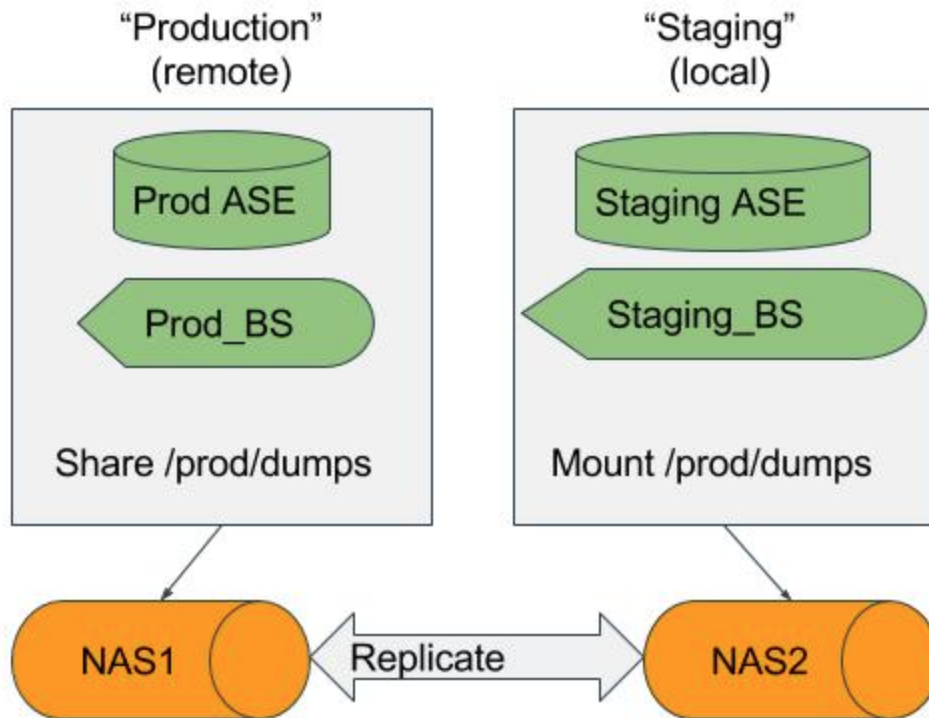 “Production”
(remote)
“Staging”
(local)
Prod ASE
Prod_BS
Share /prod/dumps
Staging ASE
Staging_BS
Mount /prod/dumps
NAS1
Replicate
NAS2